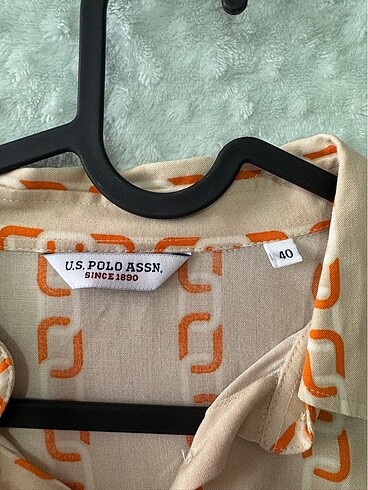 U.S. POLO ASSN.
SINCE 1890
40